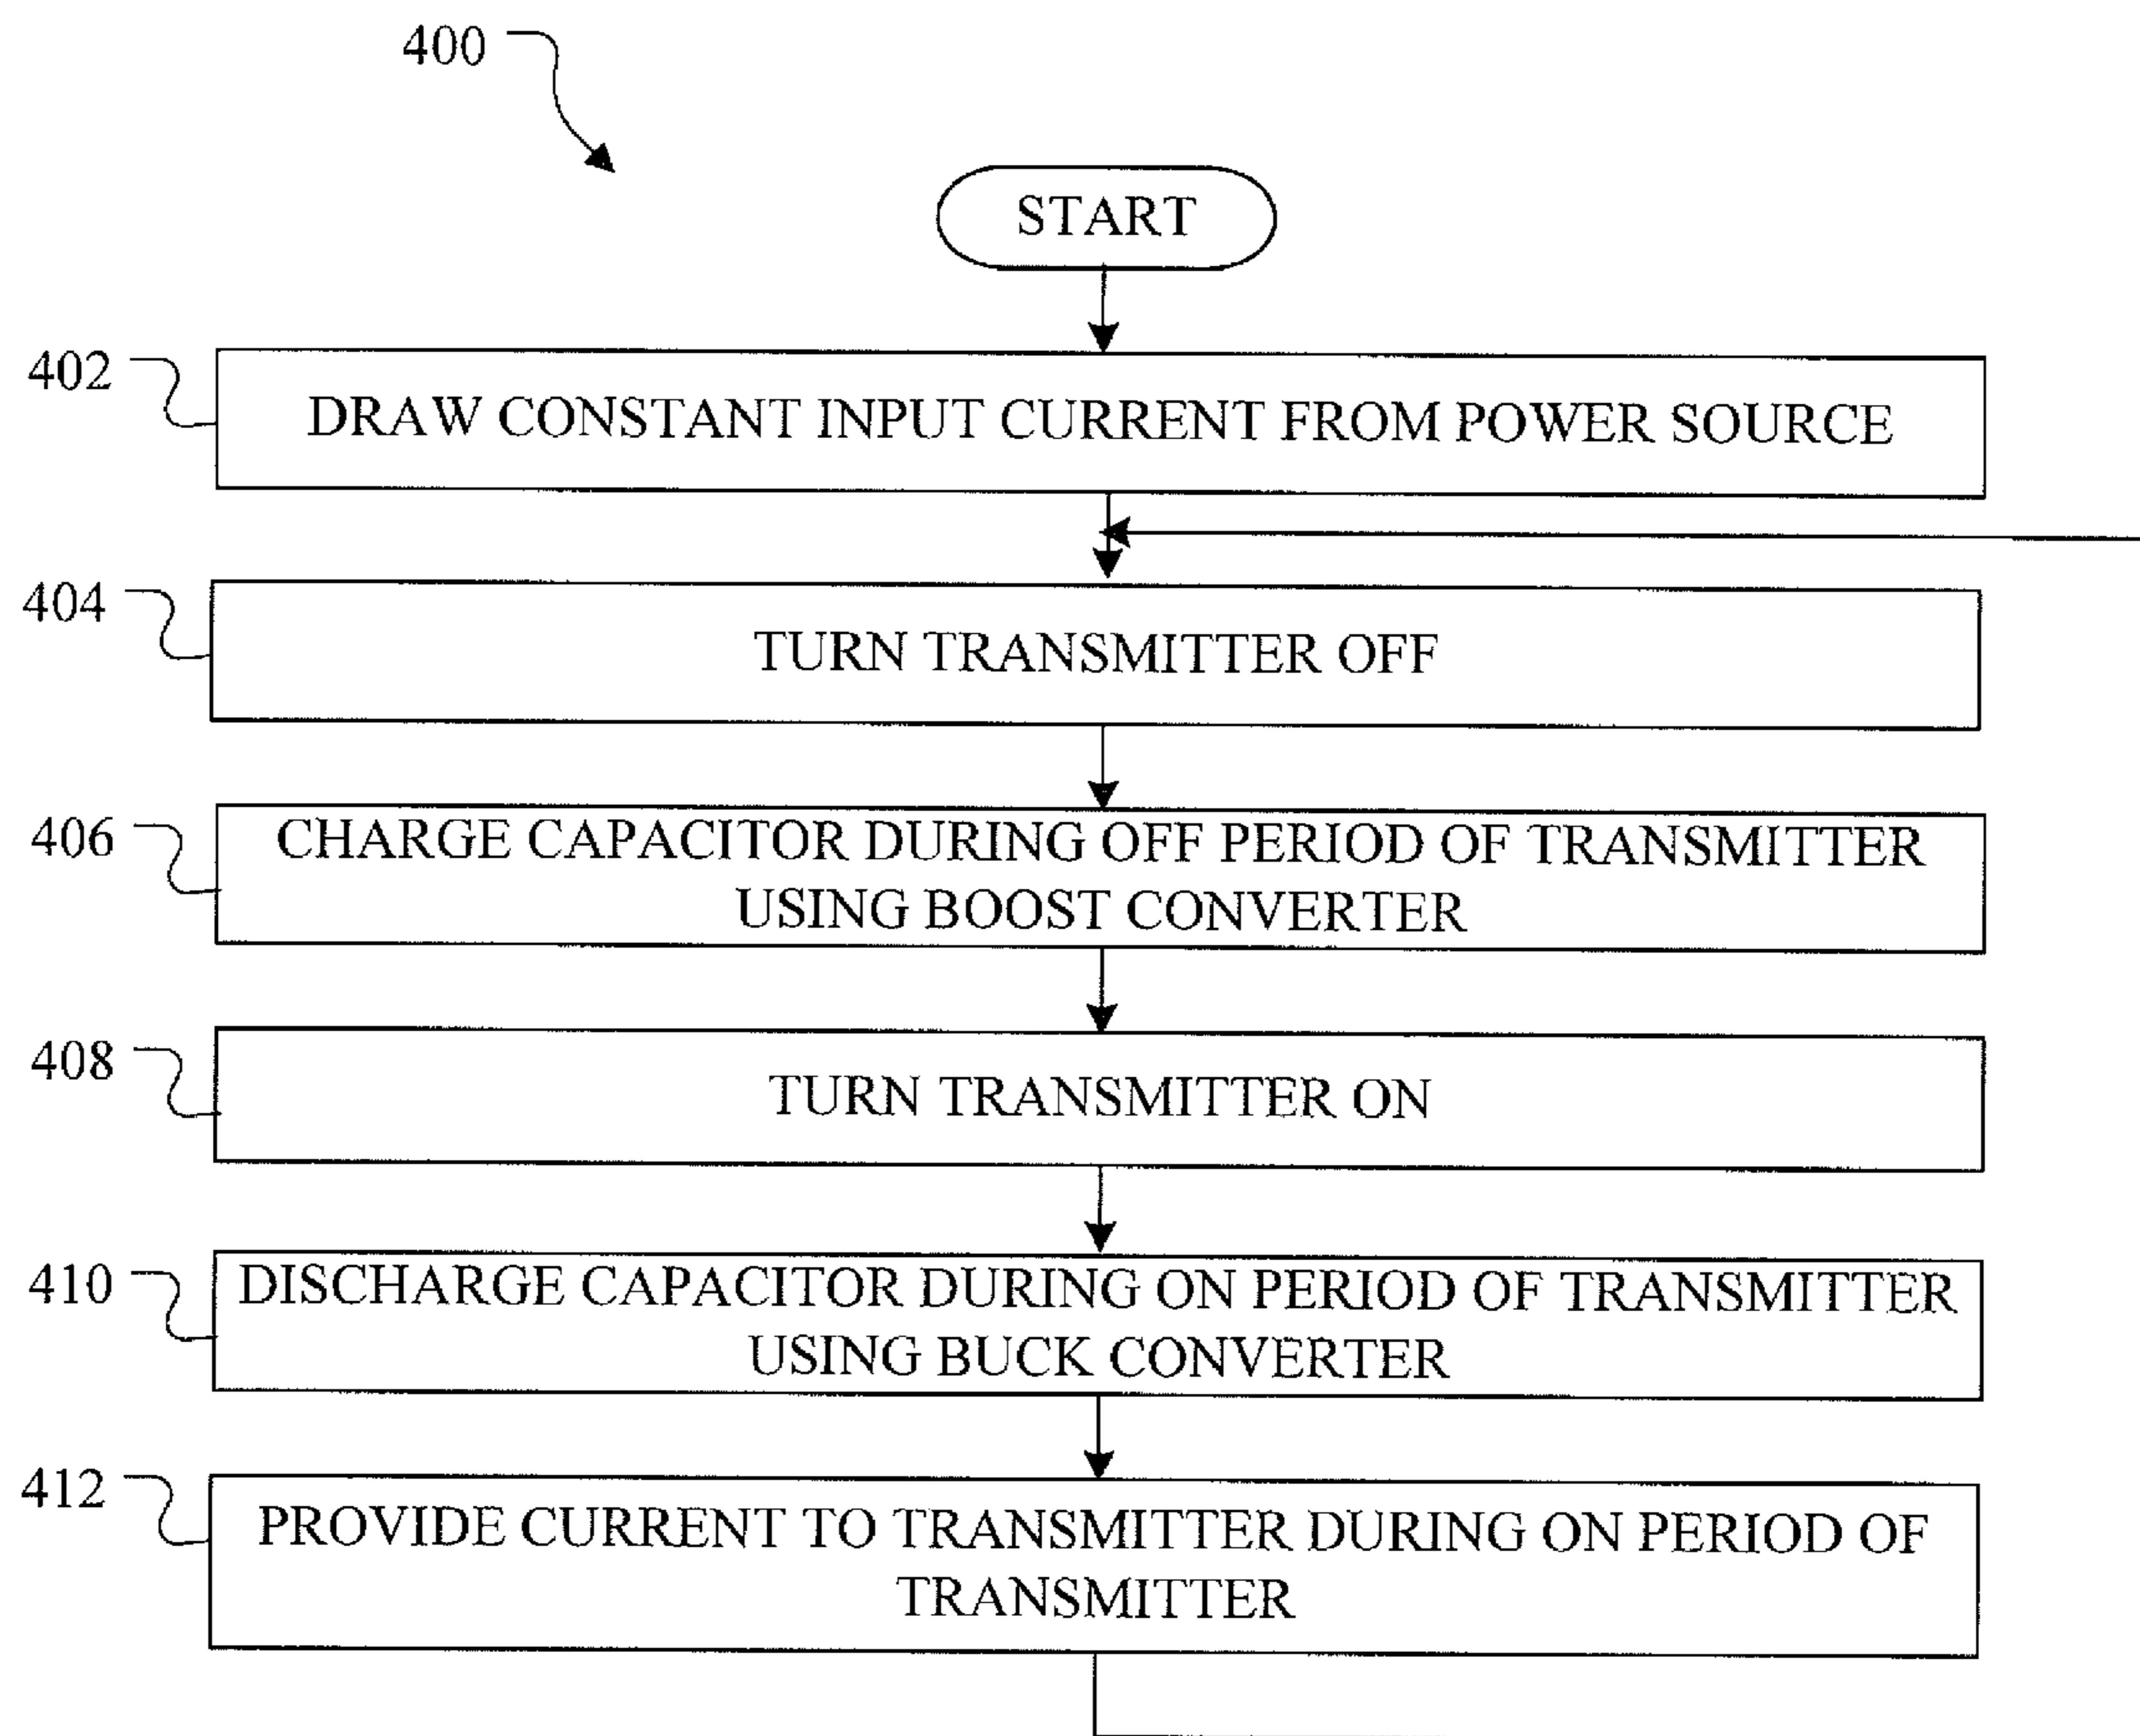 400
START
402
DRAW CONSTANT INPUT CURRENT FROM POWER SOURCE
404
TURN TRANSMITTER OFF
406
CHARGE CAPACITOR DURING OFF PERIOD OF TRANSMITTER
USING BOOST CONVERTER
408
TURN TRANSMITTER ON
410
DISCHARGE CAPACITOR DURING ON PERIOD OF TRANSMITTER
USING BUCK CONVERTER
412
PROVIDE CURRENT TO TRANSMITTER DURING ON PERIOD OF
TRANSMITTER